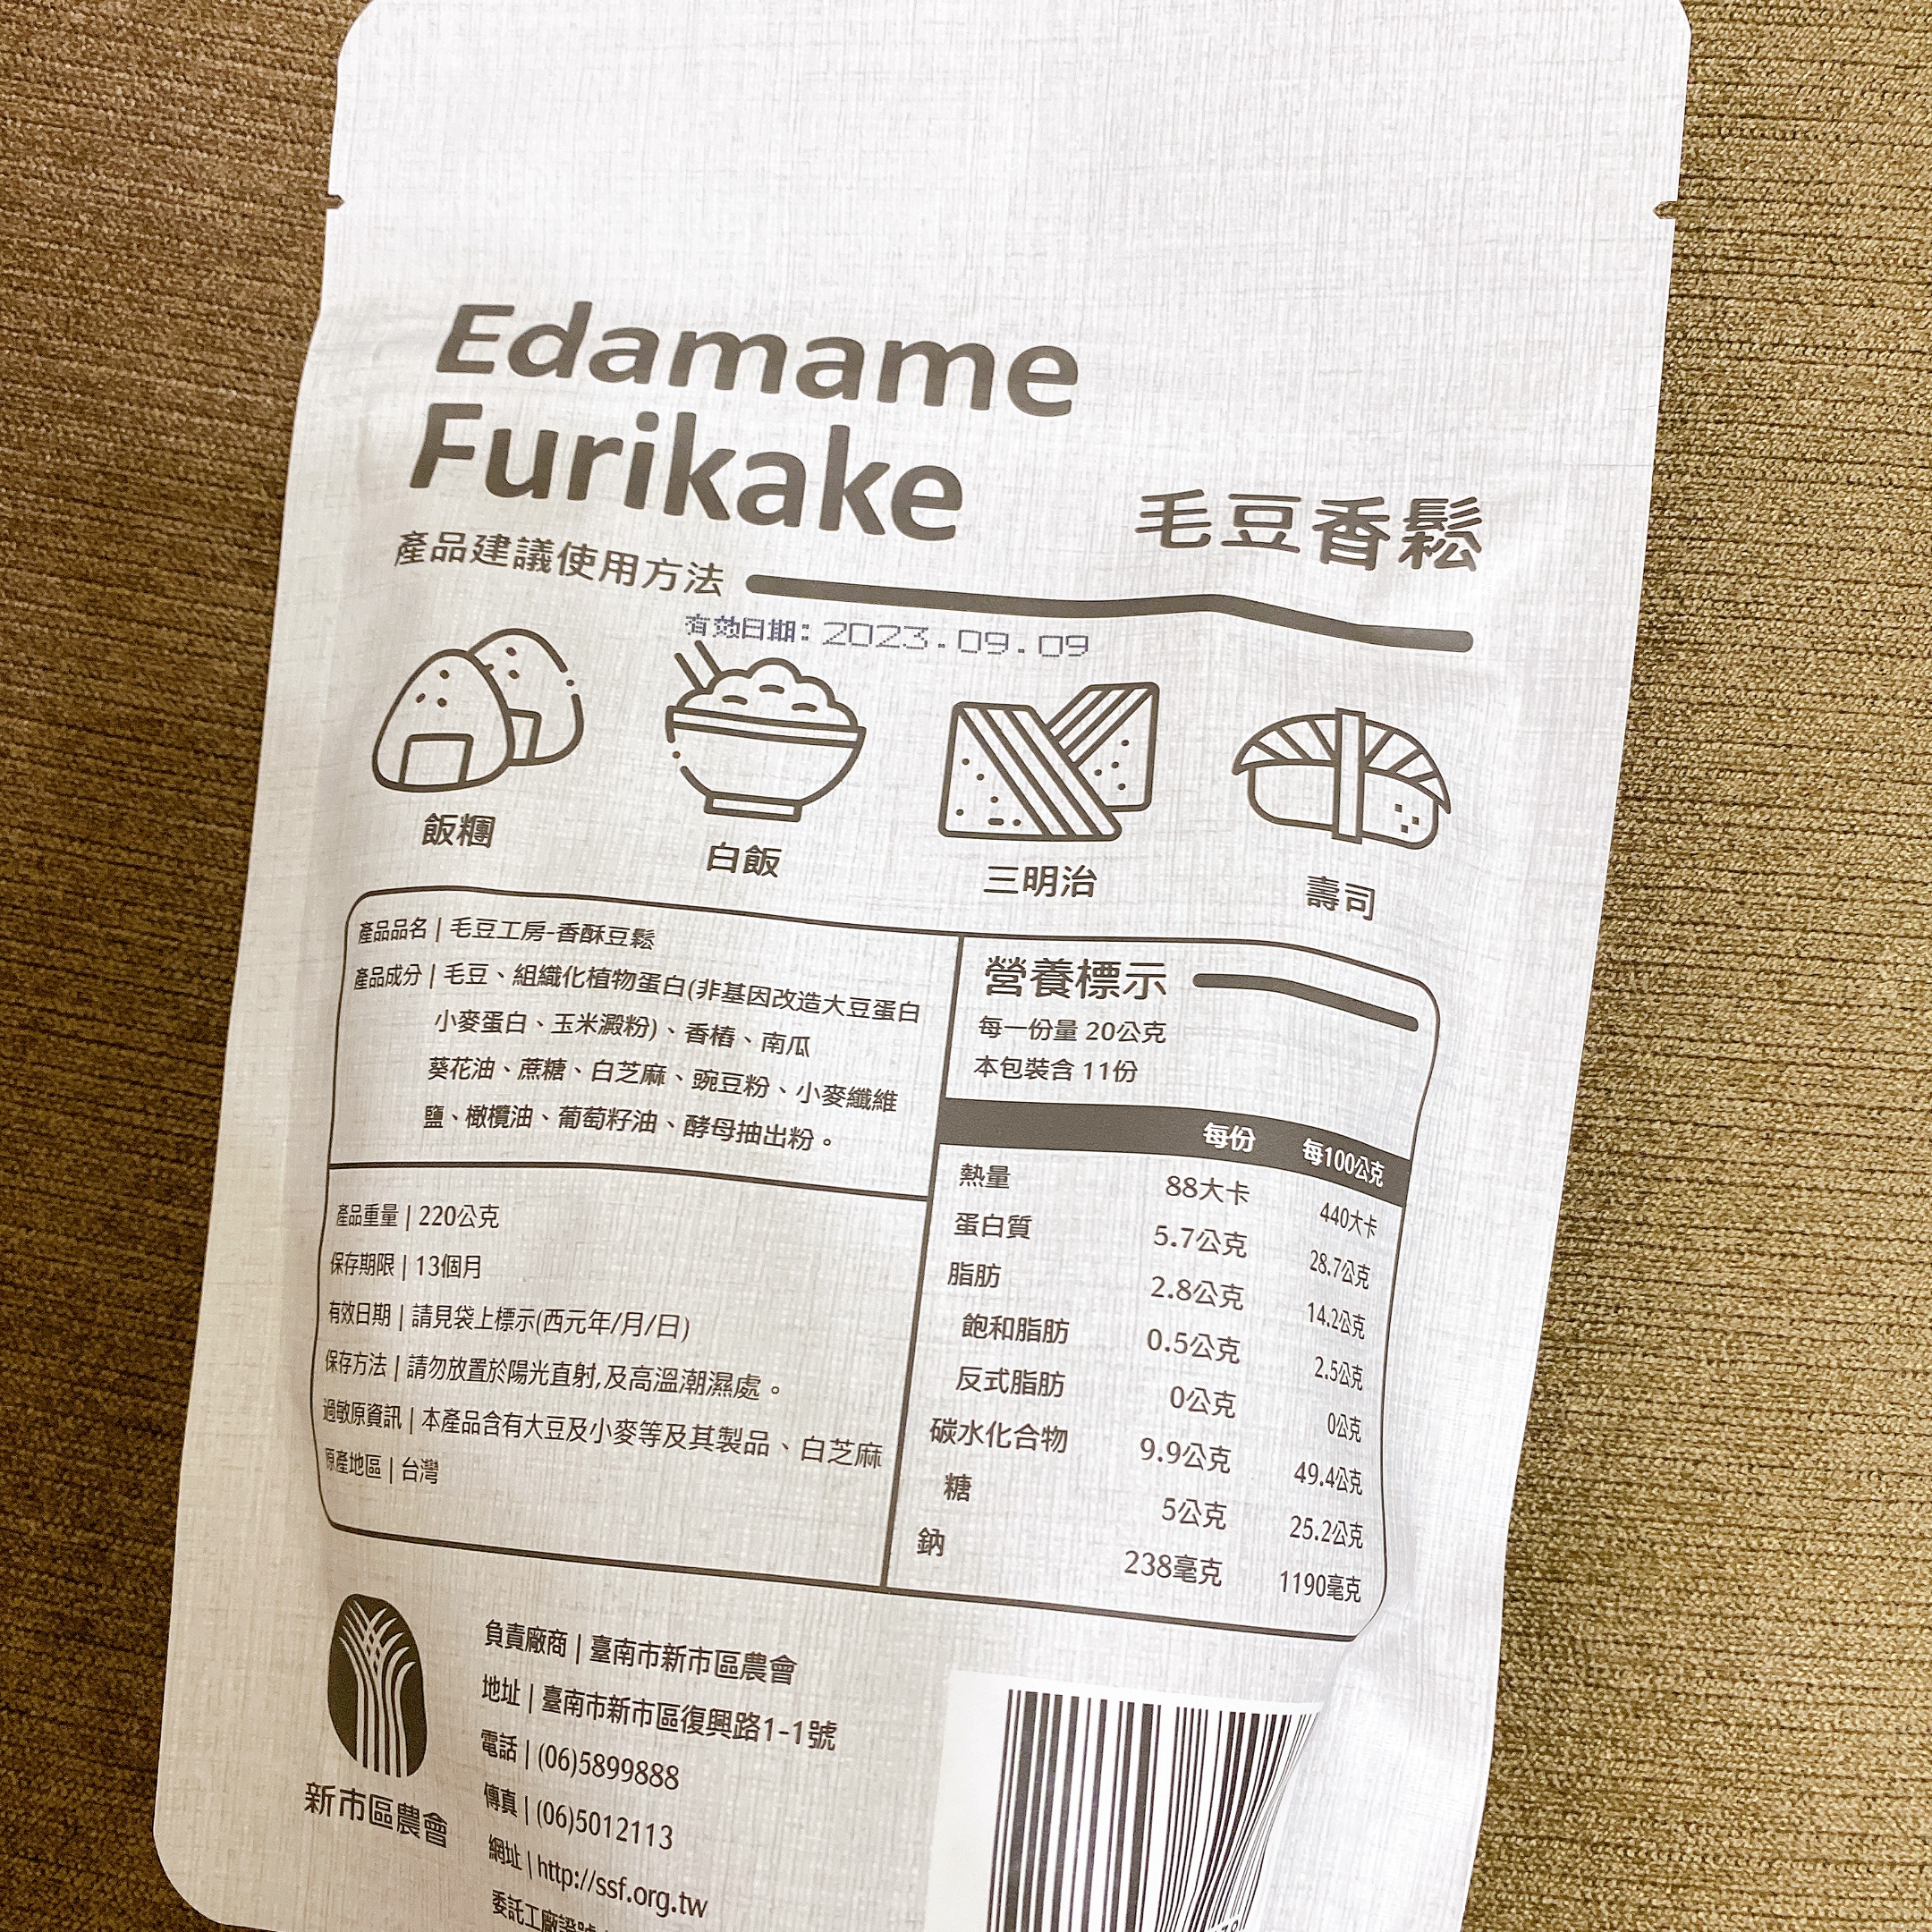 Edamame
Furikake
毛豆香鬆
產品建議使用方法
有效日期：2023.09.09
飯糰
白飯
三明治
壽司
產品品名｜毛豆工房-香酥豆鬆
產品成分｜毛豆、組織化植物蛋白(非基因改造大豆蛋白
小麥蛋白、玉米澱粉)、香椿、南瓜
葵花油、蔗糖、白芝麻、豌豆粉、小麥纖維
鹽、橄欖油、葡萄籽油、酵母抽出粉。
產品重量｜220公克
保存期限｜13個月
有效日期｜請見袋上標示(西元年/月/日)
保存方法｜請勿放置於陽光直射,及高溫潮濕處。
過敏原資訊｜本產品含有大豆及小麥等及其製品、白芝麻
原產地區｜台灣
營養標示
每一份量 20公克
本包裝含 11份
每份 每100公克
熱量 88大卡 440大卡
蛋白質 5.7公克 28.7公克
脂肪 2.8公克 14.2公克
飽和脂肪 0.5公克 2.5公克
反式脂肪 0公克 0公克
碳水化合物 9.9公克 49.4公克
糖 5公克 25.2公克
鈉 238毫克 1190毫克
新市區農會
負責廠商｜臺南市新市區農會
地址｜臺南市新市區復興路1-1號
電話｜(06)5899888
傳真｜(06)5012113
網址｜http://ssf.org.tw
委託工廠證號